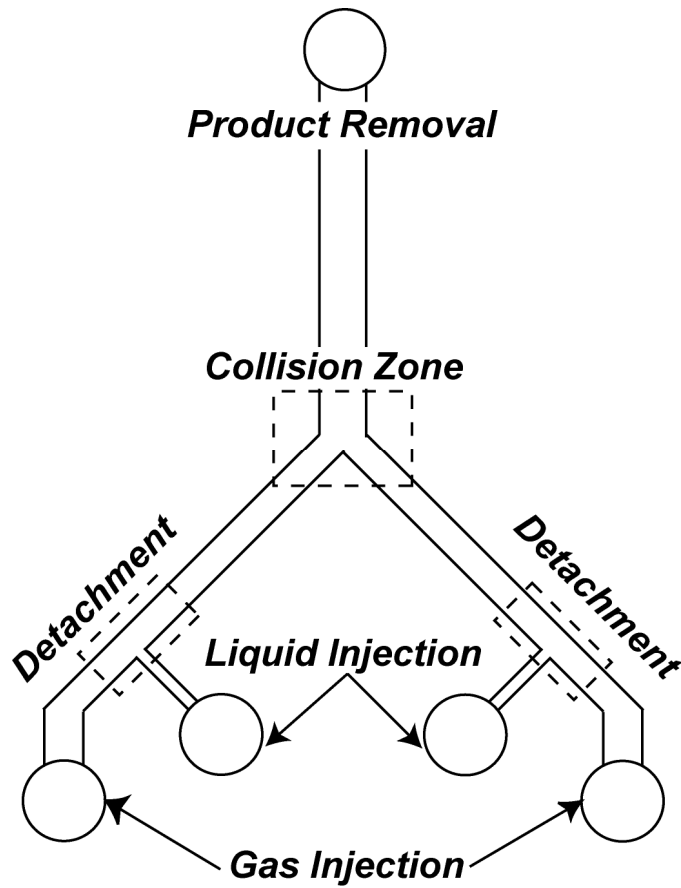 Product Removal
Collision Zone
Detachment
Detachment
Liquid Injection
Gas Injection